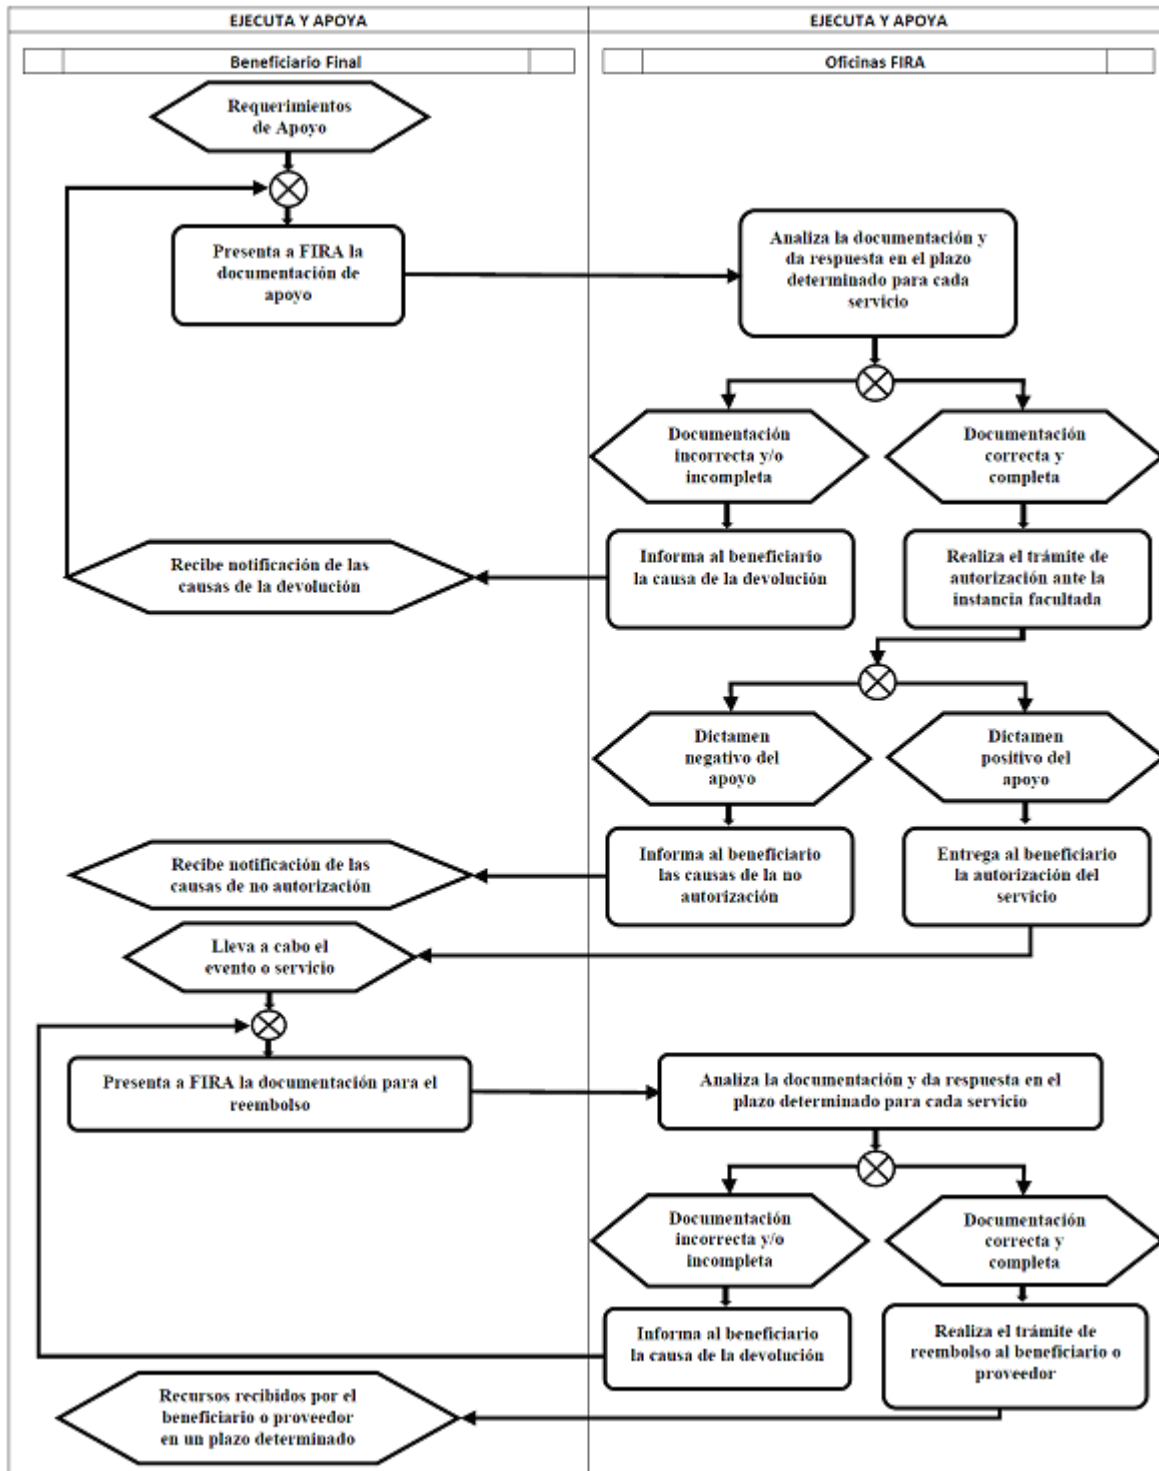 EJECUTA Y APOYA
EJECUTA Y APOYA
Beneficiario Final
Oficinas FIRA
Requerimientos
de Apoyo
Presenta a FIRA la
documentación de
apoyo
Analiza la documentación y
da respuesta en el plazo
determinado para cada
servicio
Documentación
incorrecta y/o
incompleta
Documentación
correcta y
completa
Recibe notificación de las
causas de la devolución
Informa al beneficiario
la causa de la devolución
Realiza el trámite de
autorización ante la
instancia facultada
Dictamen
negativo del
apoyo
Dictamen
positivo del
apoyo
Recibe notificación de las
causas de no autorización
Informa al beneficiario
las causas de la no
autorización
Entrega al beneficiario
la autorización del
servicio
Lleva a cabo el
evento o servicio
Presenta a FIRA la documentación para el
reembolso
Analiza la documentación y da respuesta en el
plazo determinado para cada servicio
Documentación
incorrecta y/o
incompleta
Documentación
correcta y
completa
Informa al beneficiario
la causa de la devolución
Realiza el trámite de
reembolso al beneficiario o
proveedor
Recursos recibidos por el
beneficiario o proveedor
en un plazo determinado